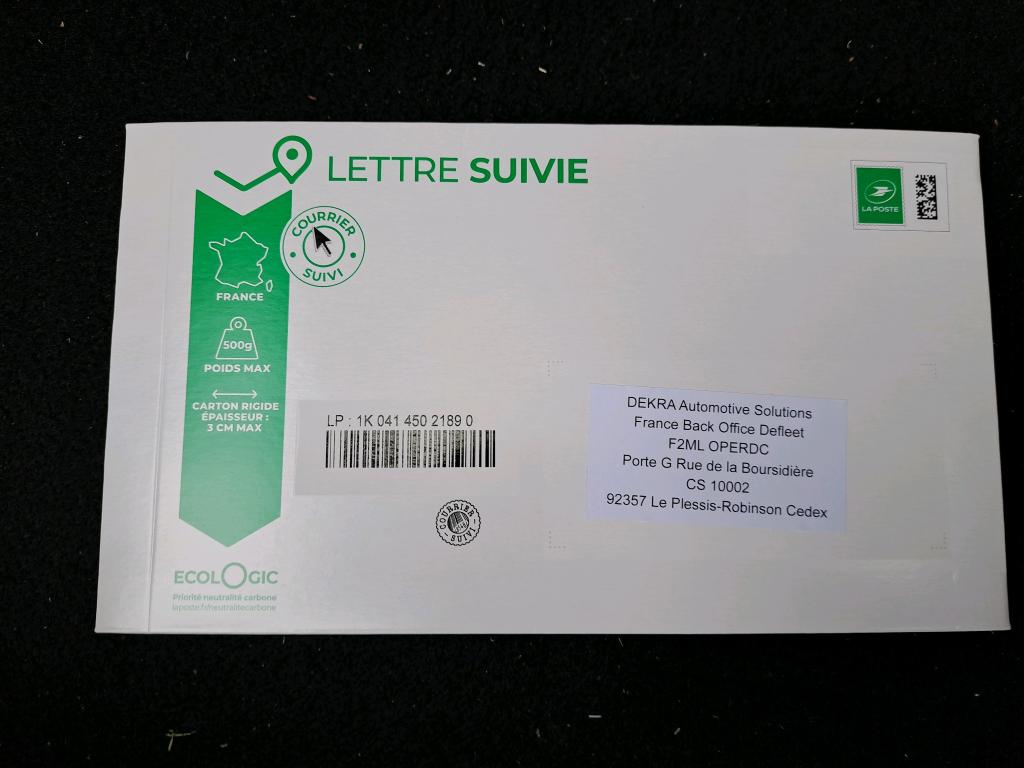 LETTRE SUIVIE
LA POSTE
COURRIER
SUIVI
FRANCE
500g
POIDS MAX
CARTON RIGIDE
ÉPAISSEUR :
3 CM MAX
LP : 1K 041 450 2189 0
COURRIER
SUIVI
DEKRA Automotive Solutions
France Back Office Defleet
F2ML OPERDC
Porte G Rue de la Boursidière
CS 10002
92357 Le Plessis-Robinson Cedex
ECOLOGIC
Priorité neutralité carbone
laposte.fr/neutralitecarbone